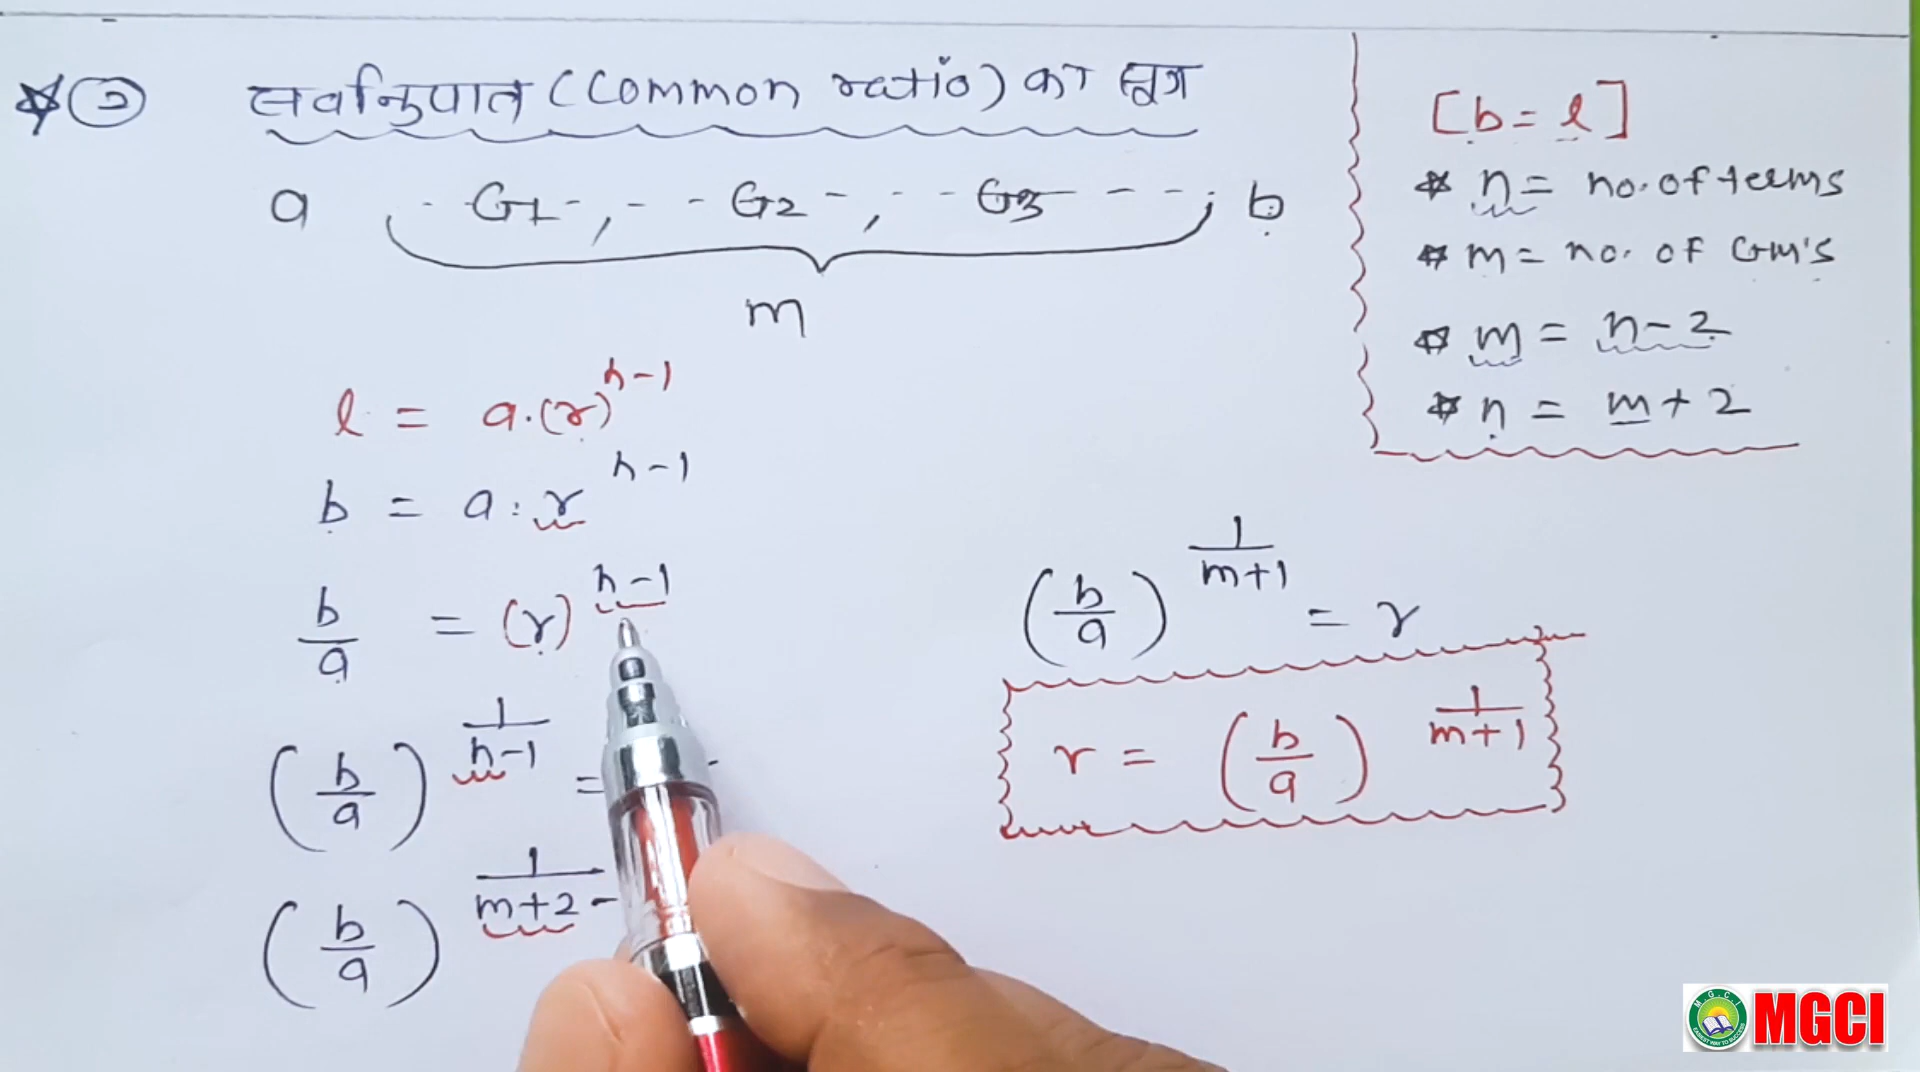 ☆ ② सर्वानुपात (Common ratio) का सूत्र
a , - G1 - , - - G2 - , - - G3 - - - ; b
m
l = a.(r)^(n-1)
b = a . r^(n-1)
b/a = (r)^(n-1)
(b/a)^(1/(n-1)) =
(b/a)^(1/(m+2-
[b = l]
☆ n = no. of terms
☆ m = no. of GM's
☆ m = n-2
☆ n = m+2
(b/a)^(1/(m+1)) = r
r = (b/a)^(1/(m+1))
MGCI